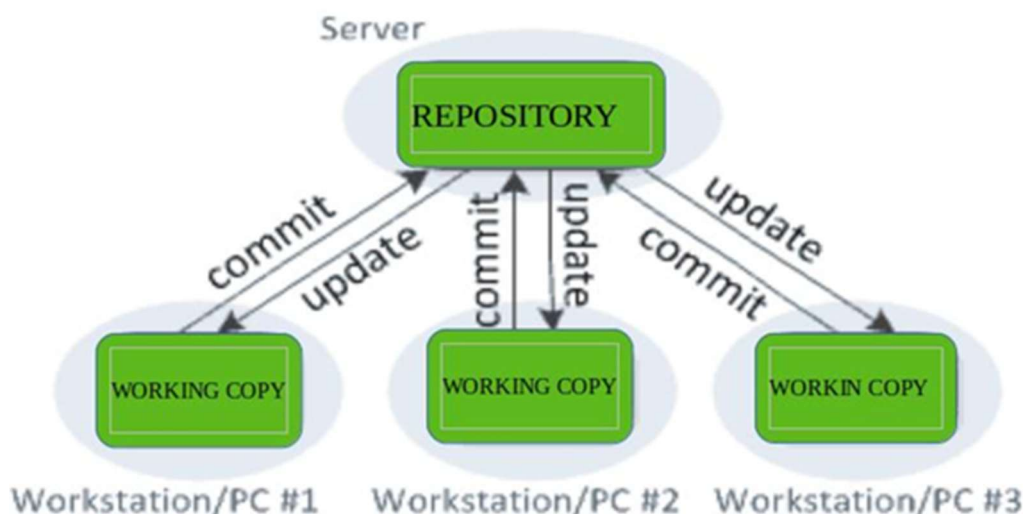 Server
REPOSITORY
commit
update
commit
update
commit
update
WORKING COPY
WORKING COPY
WORKIN COPY
Workstation/PC #1
Workstation/PC #2
Workstation/PC #3